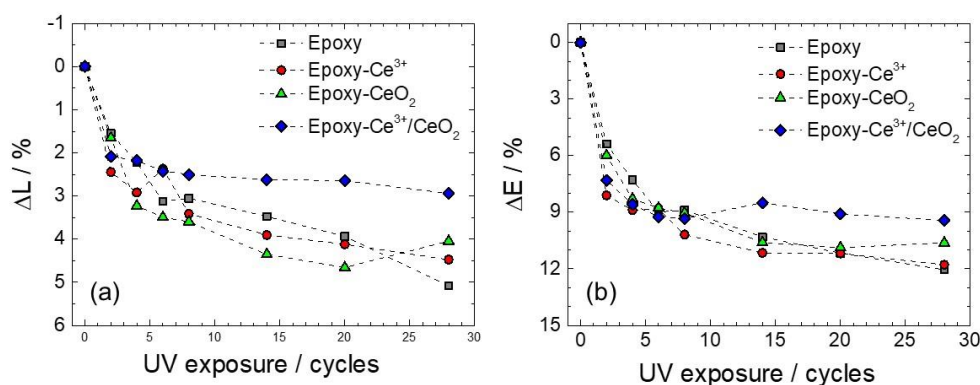 -1
0
1
2
3
4
5
6
ΔL / %
Epoxy
Epoxy-Ce³⁺
Epoxy-CeO₂
Epoxy-Ce³⁺/CeO₂
(a)
0 5 10 15 20 25 30
UV exposure / cycles
0
3
6
9
12
15
ΔE / %
Epoxy
Epoxy-Ce³⁺
Epoxy-CeO₂
Epoxy-Ce³⁺/CeO₂
(b)
0 5 10 15 20 25 30
UV exposure / cycles